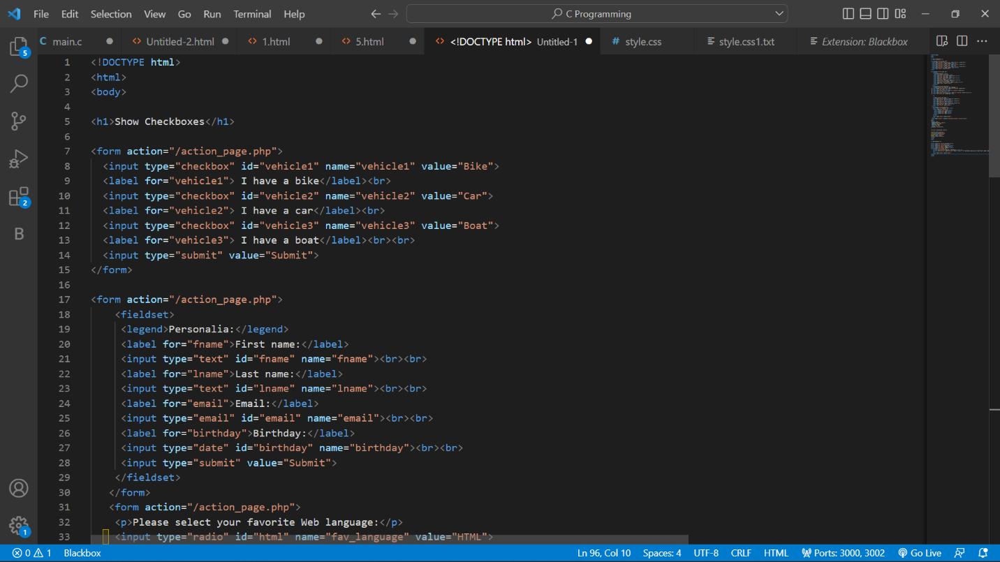 File Edit Selection View Go Run Terminal Help
C Programming
C main.c
Untitled-2.html
1.html
5.html
<!DOCTYPE html> Untitled-1
# style.css
style.css1.txt
Extension: Blackbox
5
2
B
1
1 <!DOCTYPE html>
2 <html>
3 <body>
4
5 <h1>Show Checkboxes</h1>
6
7 <form action="/action_page.php">
8 <input type="checkbox" id="vehicle1" name="vehicle1" value="Bike">
9 <label for="vehicle1"> I have a bike</label><br>
10 <input type="checkbox" id="vehicle2" name="vehicle2" value="Car">
11 <label for="vehicle2"> I have a car</label><br>
12 <input type="checkbox" id="vehicle3" name="vehicle3" value="Boat">
13 <label for="vehicle3"> I have a boat</label><br><br>
14 <input type="submit" value="Submit">
15 </form>
16
17 <form action="/action_page.php">
18 <fieldset>
19 <legend>Personalia:</legend>
20 <label for="fname">First name:</label>
21 <input type="text" id="fname" name="fname"><br><br>
22 <label for="lname">Last name:</label>
23 <input type="text" id="lname" name="lname"><br><br>
24 <label for="email">Email:</label>
25 <input type="email" id="email" name="email"><br><br>
26 <label for="birthday">Birthday:</label>
27 <input type="date" id="birthday" name="birthday"><br><br>
28 <input type="submit" value="Submit">
29 </fieldset>
30 </form>
31 <form action="/action_page.php">
32 <p>Please select your favorite Web language:</p>
33 <input type="radio" id="html" name="fav_language" value="HTML">
0 1 Blackbox
Ln 96, Col 10 Spaces: 4 UTF-8 CRLF HTML Ports: 3000, 3002 Go Live